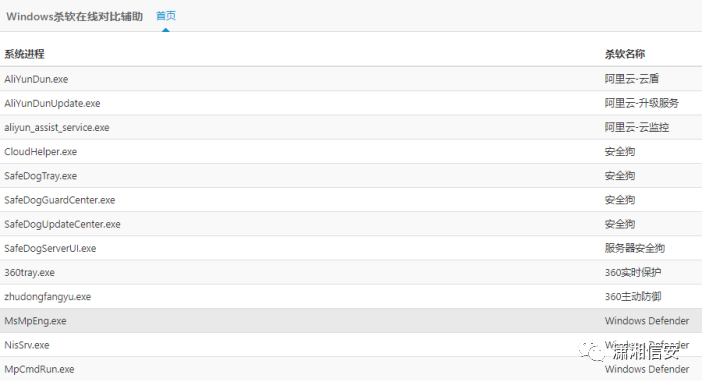 Windows杀软在线对比辅助 首页
系统进程 杀软名称
AliYunDun.exe 阿里云-云盾
AliYunDunUpdate.exe 阿里云-升级服务
aliyun_assist_service.exe 阿里云-云监控
CloudHelper.exe 安全狗
SafeDogTray.exe 安全狗
SafeDogGuardCenter.exe 安全狗
SafeDogUpdateCenter.exe 安全狗
SafeDogServerUI.exe 服务器安全狗
360tray.exe 360实时保护
zhudongfangyu.exe 360主动防御
MsMpEng.exe Windows Defender
NisSrv.exe Windows Defender
MpCmdRun.exe Windows Defender
潇湘信安